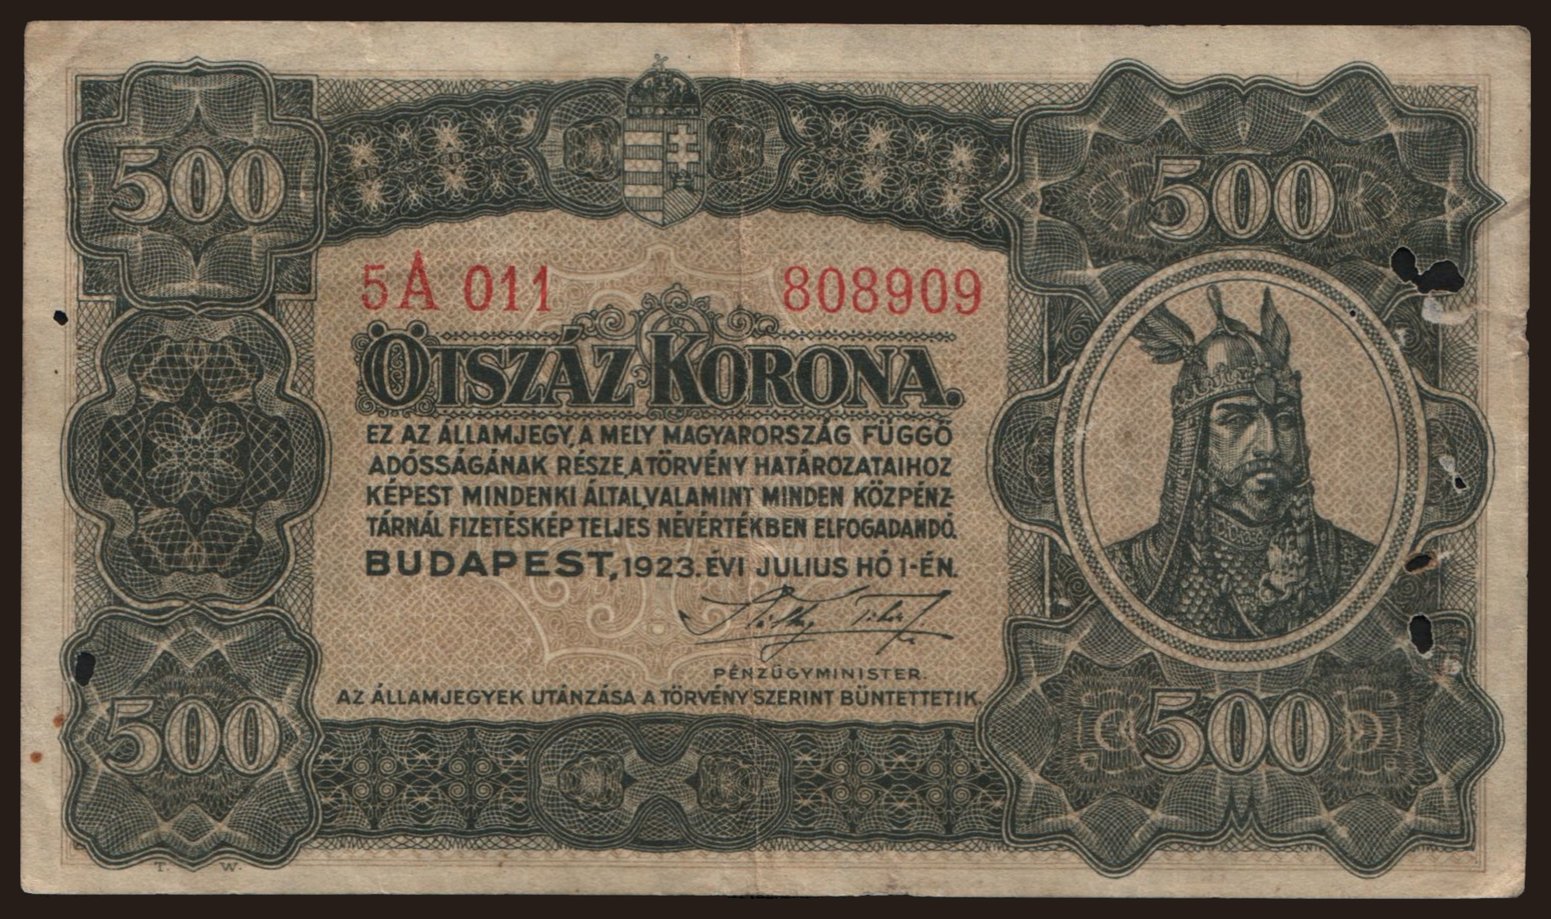 500
500
5A 011
808909
ÖTSZÁZ KORONA.
EZ AZ ÁLLAMJEGY, A MELY MAGYARORSZÁG FÜGGŐ
ADÓSSÁGÁNAK RÉSZE, A TÖRVÉNY HATÁROZATAIHOZ
KÉPEST MINDENKI ÁLTAL, VALAMINT MINDEN KÖZPÉNZ-
TÁRNÁL FIZETÉSKÉP TELJES NÉVÉRTÉKBEN ELFOGADANDÓ.
BUDAPEST, 1923. ÉVI JULIUS HÓ 1-ÉN.
PÉNZÜGYMINISTER.
AZ ÁLLAMJEGYEK UTÁNZÁSA A TÖRVÉNY SZERINT BÜNTETTETIK.
500
500
T. W.